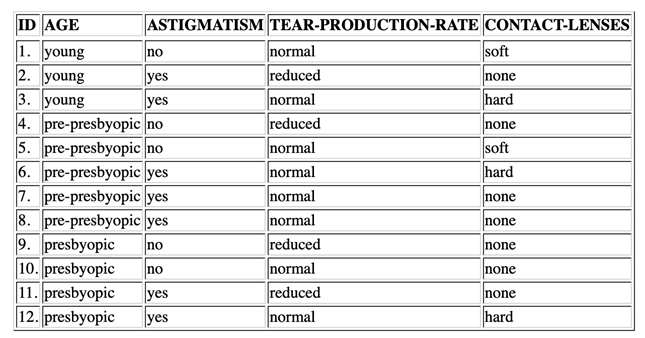 ID AGE ASTIGMATISM TEAR-PRODUCTION-RATE CONTACT-LENSES
1. young no normal soft
2. young yes reduced none
3. young yes normal hard
4. pre-presbyopic no reduced none
5. pre-presbyopic no normal soft
6. pre-presbyopic yes normal hard
7. pre-presbyopic yes normal none
8. pre-presbyopic yes normal none
9. presbyopic no reduced none
10. presbyopic no normal none
11. presbyopic yes reduced none
12. presbyopic yes normal hard